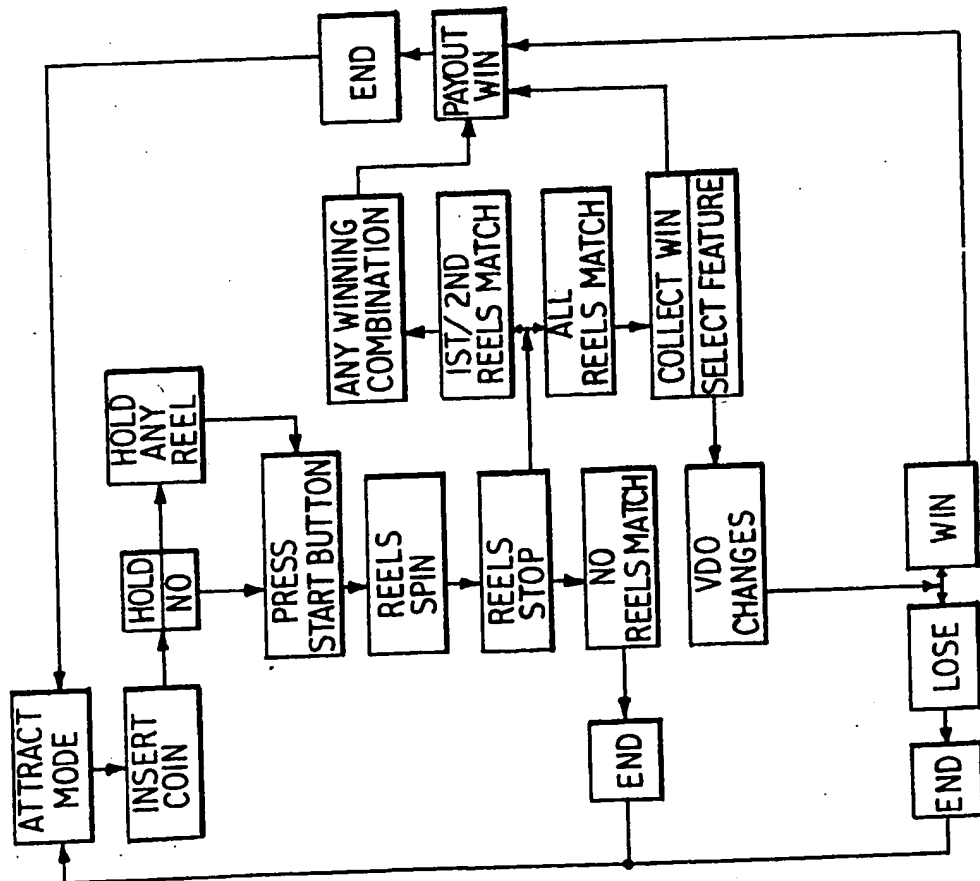 ATTRACT
MODE
INSERT
COIN
HOLD
NO
HOLD
ANY
REEL
PRESS
START BUTTON
REELS
SPIN
REELS
STOP
NO
REELS MATCH
END
ANY WINNING
COMBINATION
1ST/2ND
REELS MATCH
ALL
REELS MATCH
COLLECT WIN
SELECT FEATURE
PAYOUT
WIN
END
VDO
CHANGES
WIN
LOSE
END